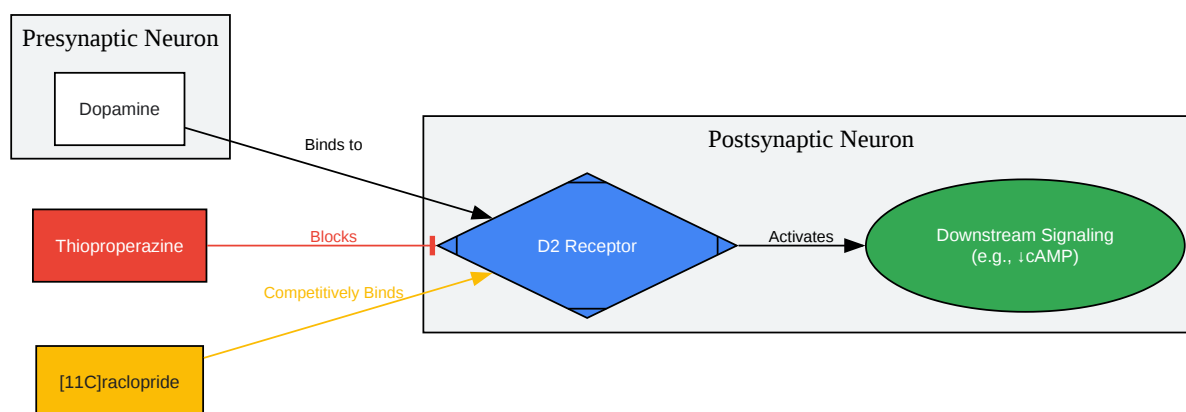 Presynaptic Neuron
Dopamine
Binds to
Postsynaptic Neuron
Thioproperazine
Blocks
D2 Receptor
Activates
Downstream Signaling
(e.g., ↓cAMP)
Competitively Binds
[11C]raclopride